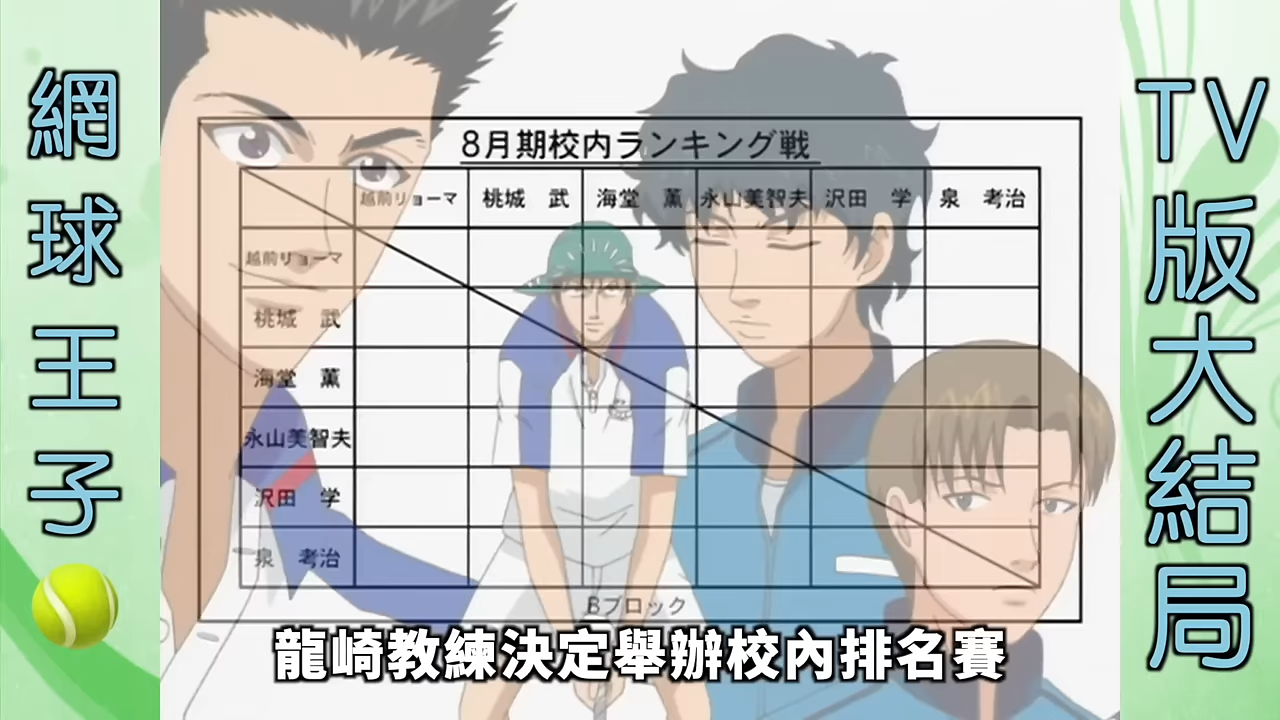 網球王子
TV版大結局
8月期校内ランキング戦
越前リョーマ 桃城 武 海堂 薫 永山美智夫 沢田 学 泉 考治
越前リョーマ
桃城 武
海堂 薫
永山美智夫
沢田 学
泉 考治
Bブロック
龍崎教練決定舉辦校內排名賽